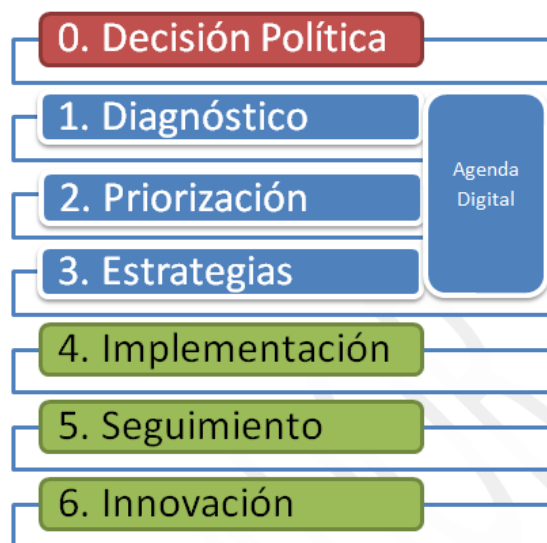 0. Decisión Política
1. Diagnóstico
2. Priorización
3. Estrategias
Agenda
Digital
4. Implementación
5. Seguimiento
6. Innovación